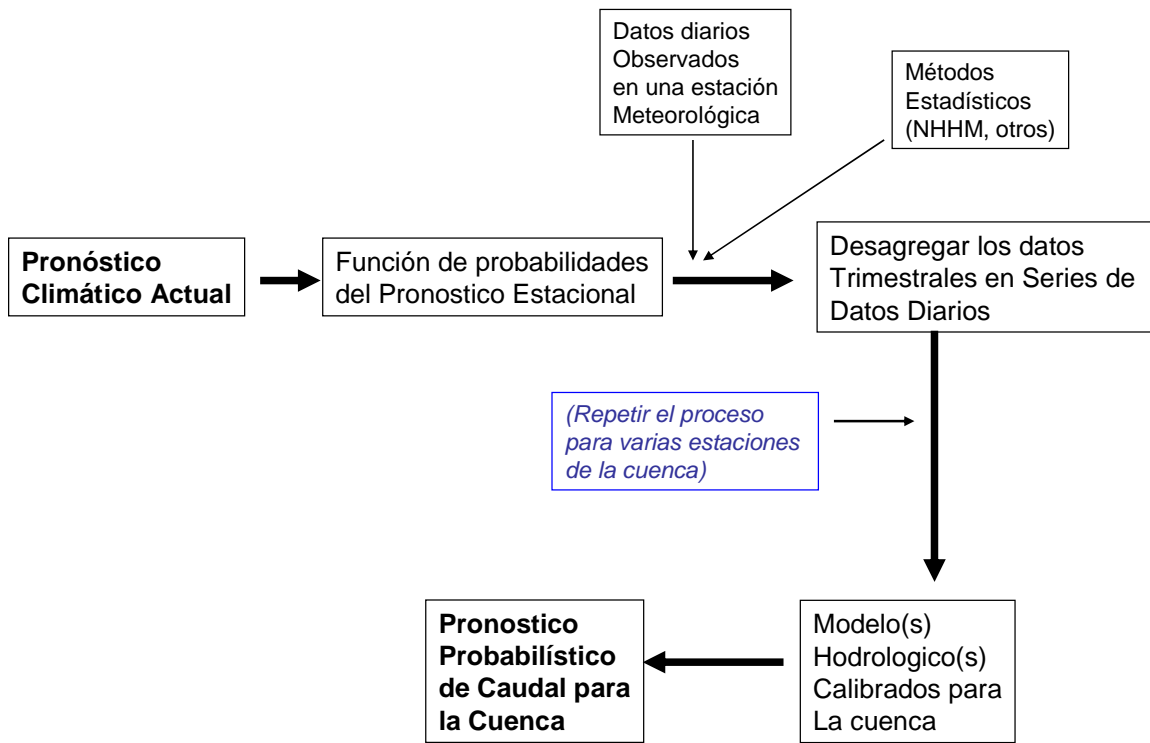 Datos diarios
Observados
en una estación
Meteorológica
Métodos
Estadísticos
(NHHM, otros)
Pronóstico
Climático Actual
Función de probabilidades
del Pronostico Estacional
Desagregar los datos
Trimestrales en Series de
Datos Diarios
(Repetir el proceso
para varias estaciones
de la cuenca)
Pronostico
Probabilístico
de Caudal para
la Cuenca
Modelo(s)
Hodrologico(s)
Calibrados para
La cuenca